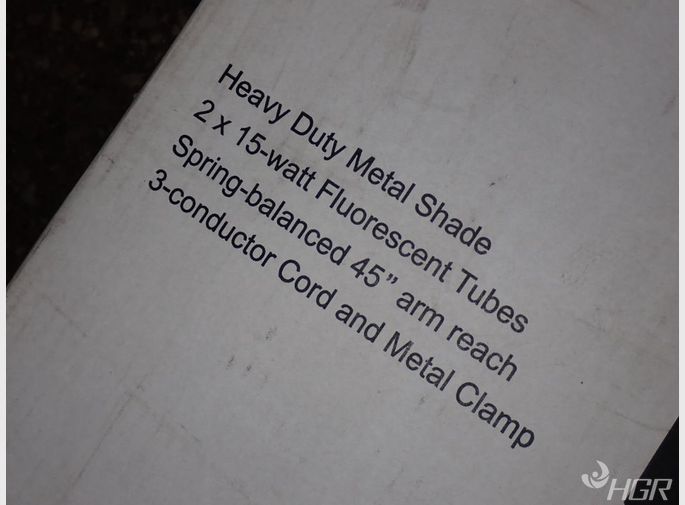 Heavy Duty Metal Shade
2 x 15-watt Fluorescent Tubes
Spring-balanced 45” arm reach
3-conductor Cord and Metal Clamp
HGR